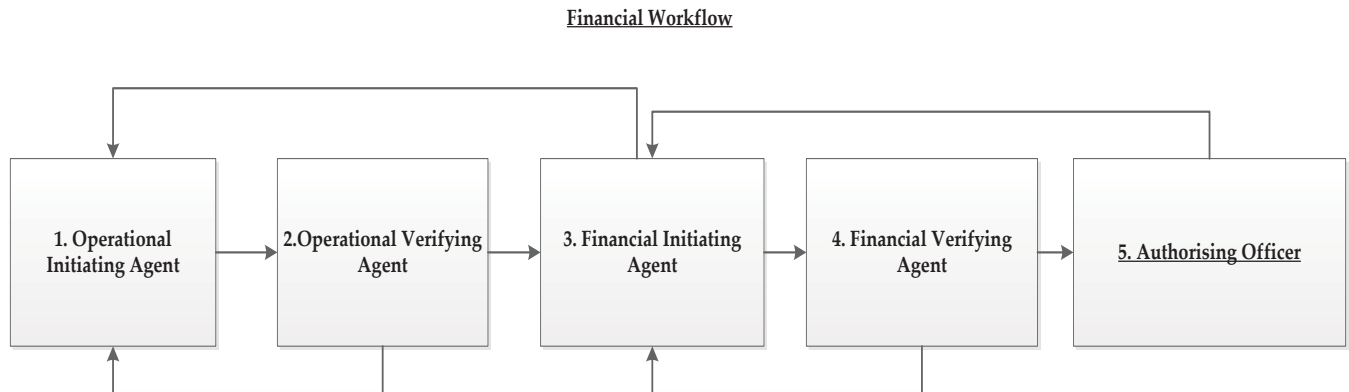 Financial Workflow
1. Operational
Initiating Agent
2.Operational Verifying
Agent
3. Financial Initiating
Agent
4. Financial Verifying
Agent
5. Authorising Officer